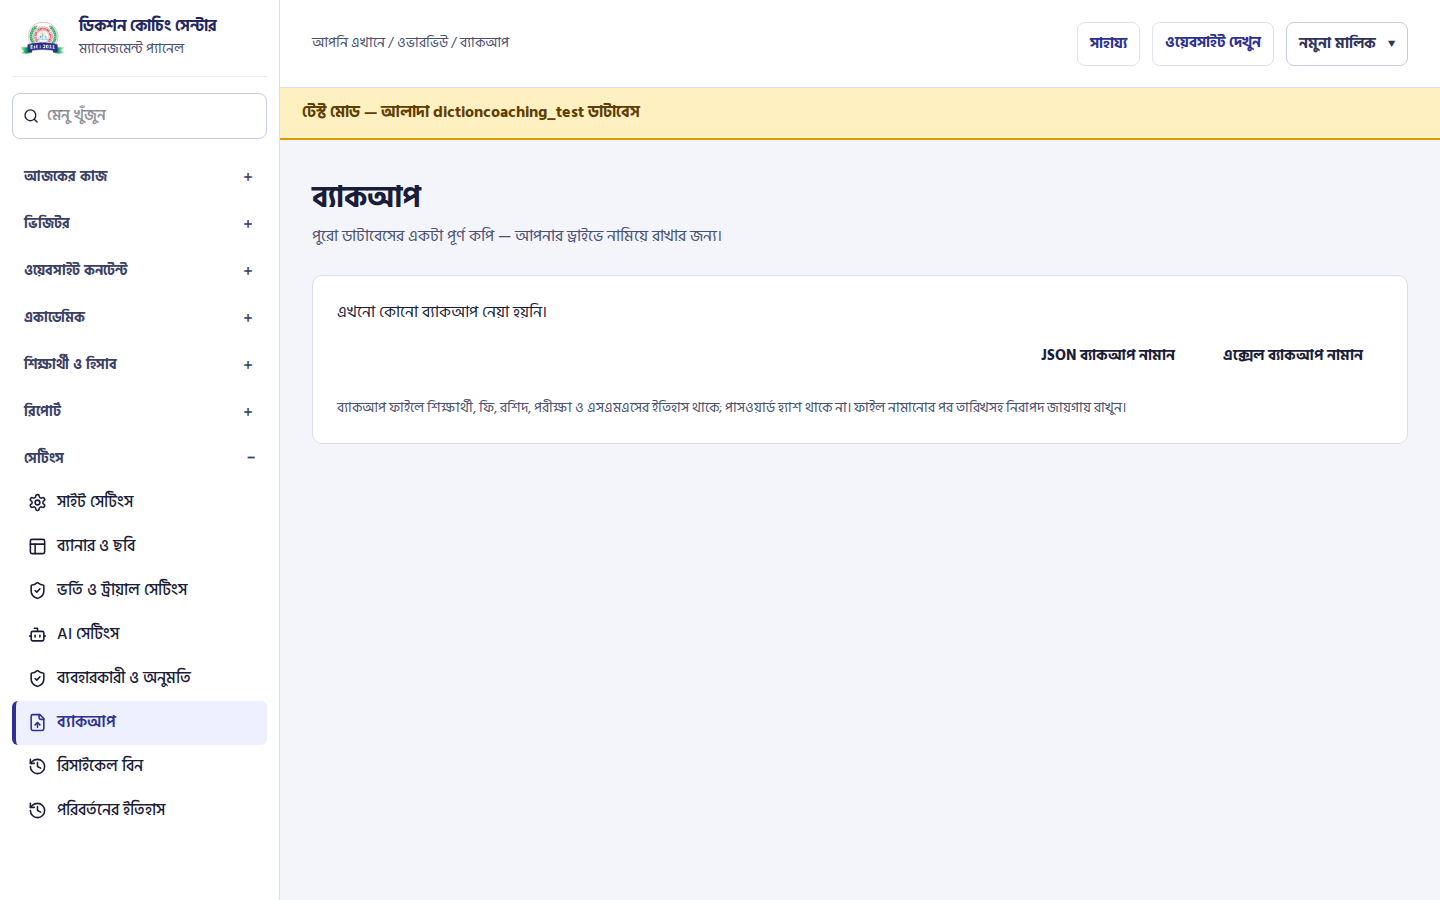 ডিকশন কোচিং সেন্টার
ম্যানেজমেন্ট প্যানেল
Est : 2011
মেনু খুঁজুন
আজকের কাজ +
ভিজিটর +
ওয়েবসাইট কনটেন্ট +
একাডেমিক +
শিক্ষার্থী ও হিসাব +
রিপোর্ট +
সেটিংস −
সাইট সেটিংস
ব্যানার ও ছবি
ভর্তি ও ট্রায়াল সেটিংস
AI সেটিংস
ব্যবহারকারী ও অনুমতি
ব্যাকআপ
রিসাইকেল বিন
পরিবর্তনের ইতিহাস
আপনি এখানে / ওভারভিউ / ব্যাকআপ
সাহায্য
ওয়েবসাইট দেখুন
নমুনা মালিক ▼
টেস্ট মোড — আলাদা dictioncoaching_test ডাটাবেস
ব্যাকআপ
পুরো ডাটাবেসের একটা পূর্ণ কপি — আপনার ড্রাইভে নামিয়ে রাখার জন্য।
এখনো কোনো ব্যাকআপ নেয়া হয়নি।
JSON ব্যাকআপ নামান এক্সেল ব্যাকআপ নামান
ব্যাকআপ ফাইলে শিক্ষার্থী, ফি, রশিদ, পরীক্ষা ও এসএমএসের ইতিহাস থাকে; পাসওয়ার্ড হ্যাশ থাকে না। ফাইল নামানোর পর তারিখসহ নিরাপদ জায়গায় রাখুন।